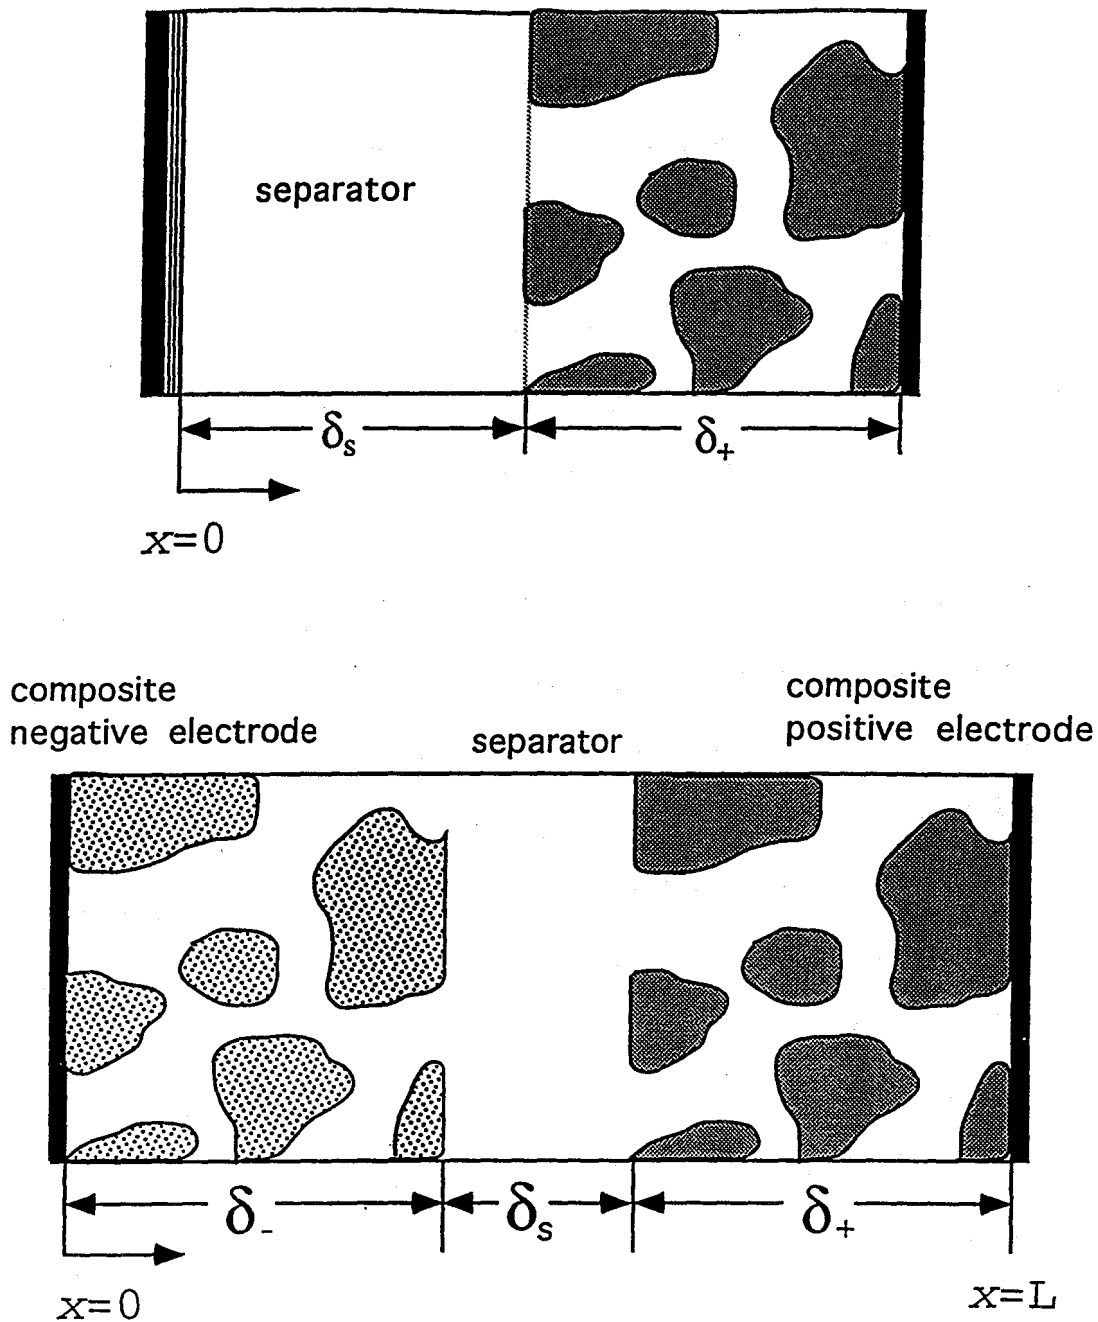 separator
δs
δ+
x=0
composite
negative electrode
separator
composite
positive electrode
δ-
δs
δ+
x=0
x=L